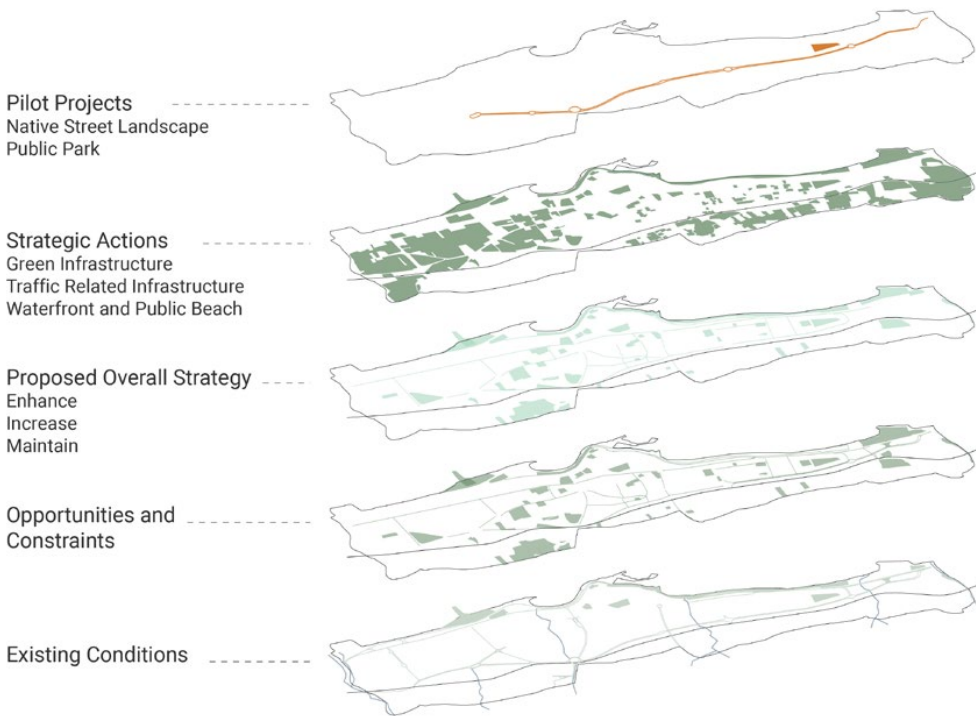 Pilot Projects
Native Street Landscape
Public Park
Strategic Actions
Green Infrastructure
Traffic Related Infrastructure
Waterfront and Public Beach
Proposed Overall Strategy
Enhance
Increase
Maintain
Opportunities and
Constraints
Existing Conditions